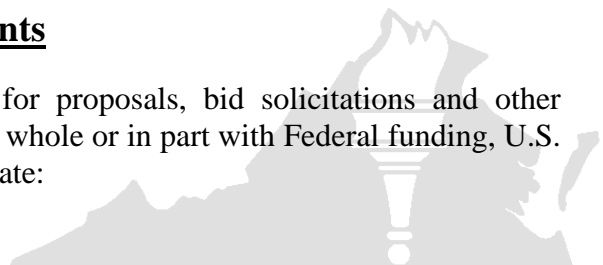 nts
for proposals, bid solicitations and other
whole or in part with Federal funding, U.S.
ate: